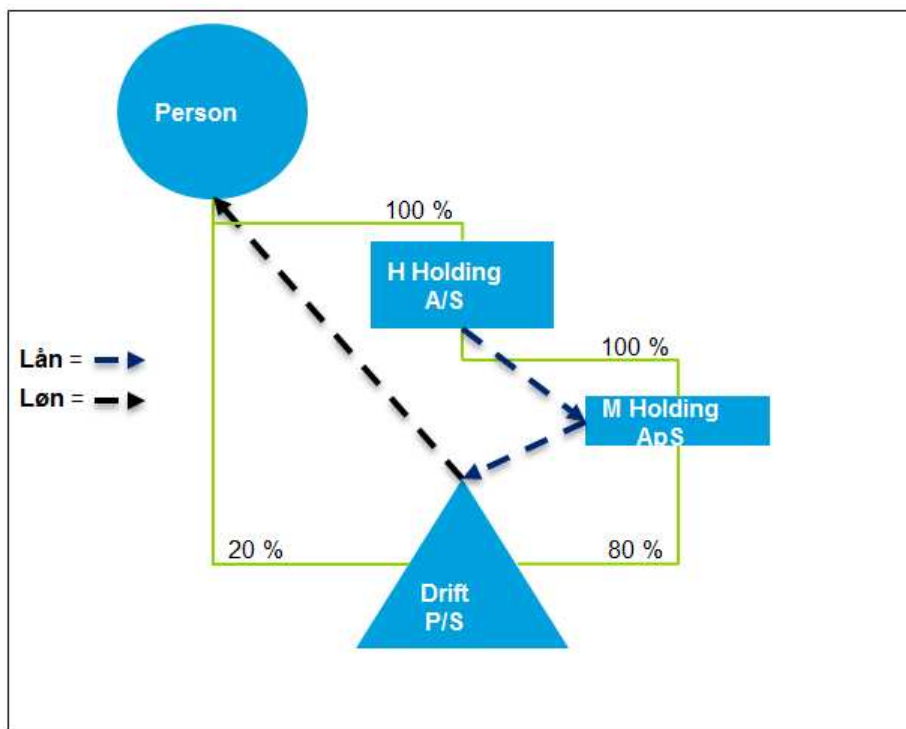 Person
100 %
H Holding
A/S
Lån =
100 %
Løn =
M Holding
ApS
20 %
80 %
Drift
P/S